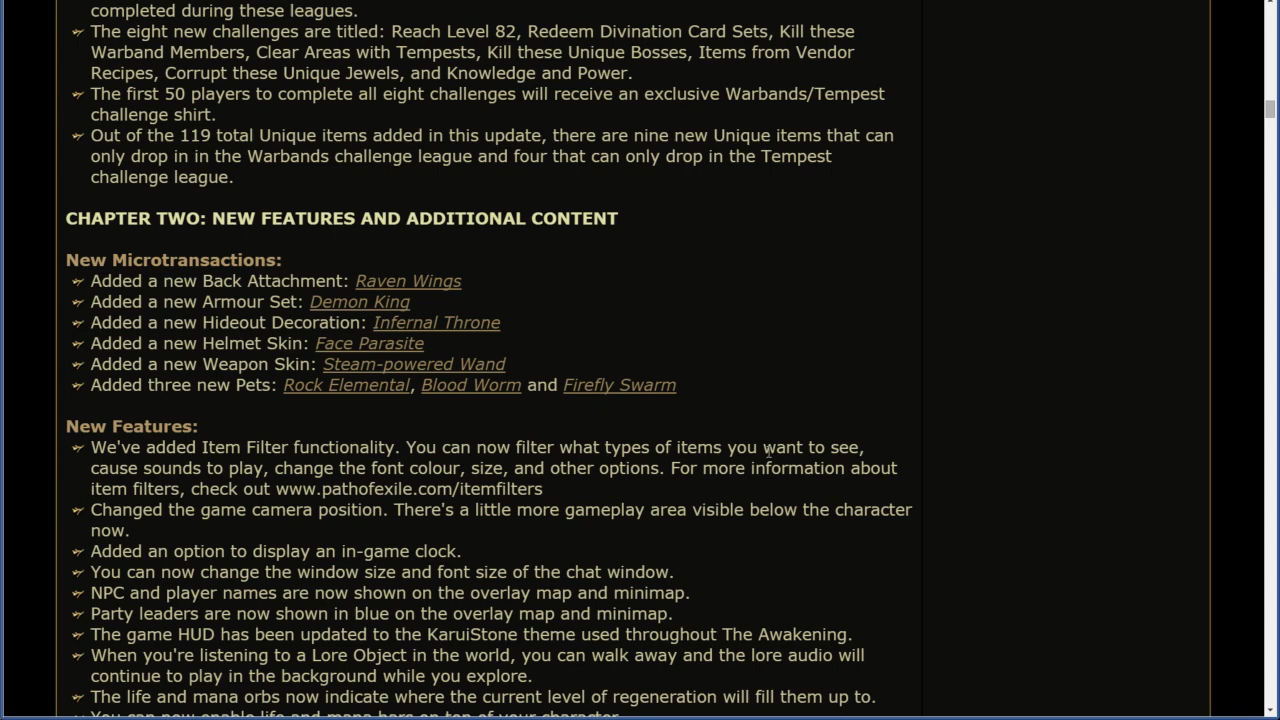 completed during these leagues.
The eight new challenges are titled: Reach Level 82, Redeem Divination Card Sets, Kill these
Warband Members, Clear Areas with Tempests, Kill these Unique Bosses, Items from Vendor
Recipes, Corrupt these Unique Jewels, and Knowledge and Power.
The first 50 players to complete all eight challenges will receive an exclusive Warbands/Tempest
challenge shirt.
Out of the 119 total Unique items added in this update, there are nine new Unique items that can
only drop in in the Warbands challenge league and four that can only drop in the Tempest
challenge league.
CHAPTER TWO: NEW FEATURES AND ADDITIONAL CONTENT
New Microtransactions:
Added a new Back Attachment: Raven Wings
Added a new Armour Set: Demon King
Added a new Hideout Decoration: Infernal Throne
Added a new Helmet Skin: Face Parasite
Added a new Weapon Skin: Steam-powered Wand
Added three new Pets: Rock Elemental, Blood Worm and Firefly Swarm
New Features:
We've added Item Filter functionality. You can now filter what types of items you want to see,
cause sounds to play, change the font colour, size, and other options. For more information about
item filters, check out www.pathofexile.com/itemfilters
Changed the game camera position. There's a little more gameplay area visible below the character
now.
Added an option to display an in-game clock.
You can now change the window size and font size of the chat window.
NPC and player names are now shown on the overlay map and minimap.
Party leaders are now shown in blue on the overlay map and minimap.
The game HUD has been updated to the KaruiStone theme used throughout The Awakening.
When you're listening to a Lore Object in the world, you can walk away and the lore audio will
continue to play in the background while you explore.
The life and mana orbs now indicate where the current level of regeneration will fill them up to.
You can now enable life and mana bars on top of your character.